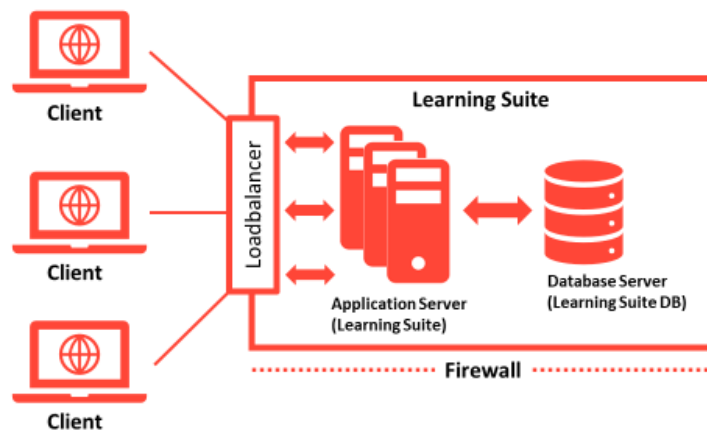 Client
Client
Client
Loadbalancer
Learning Suite
Application Server
(Learning Suite)
Database Server
(Learning Suite DB)
Firewall